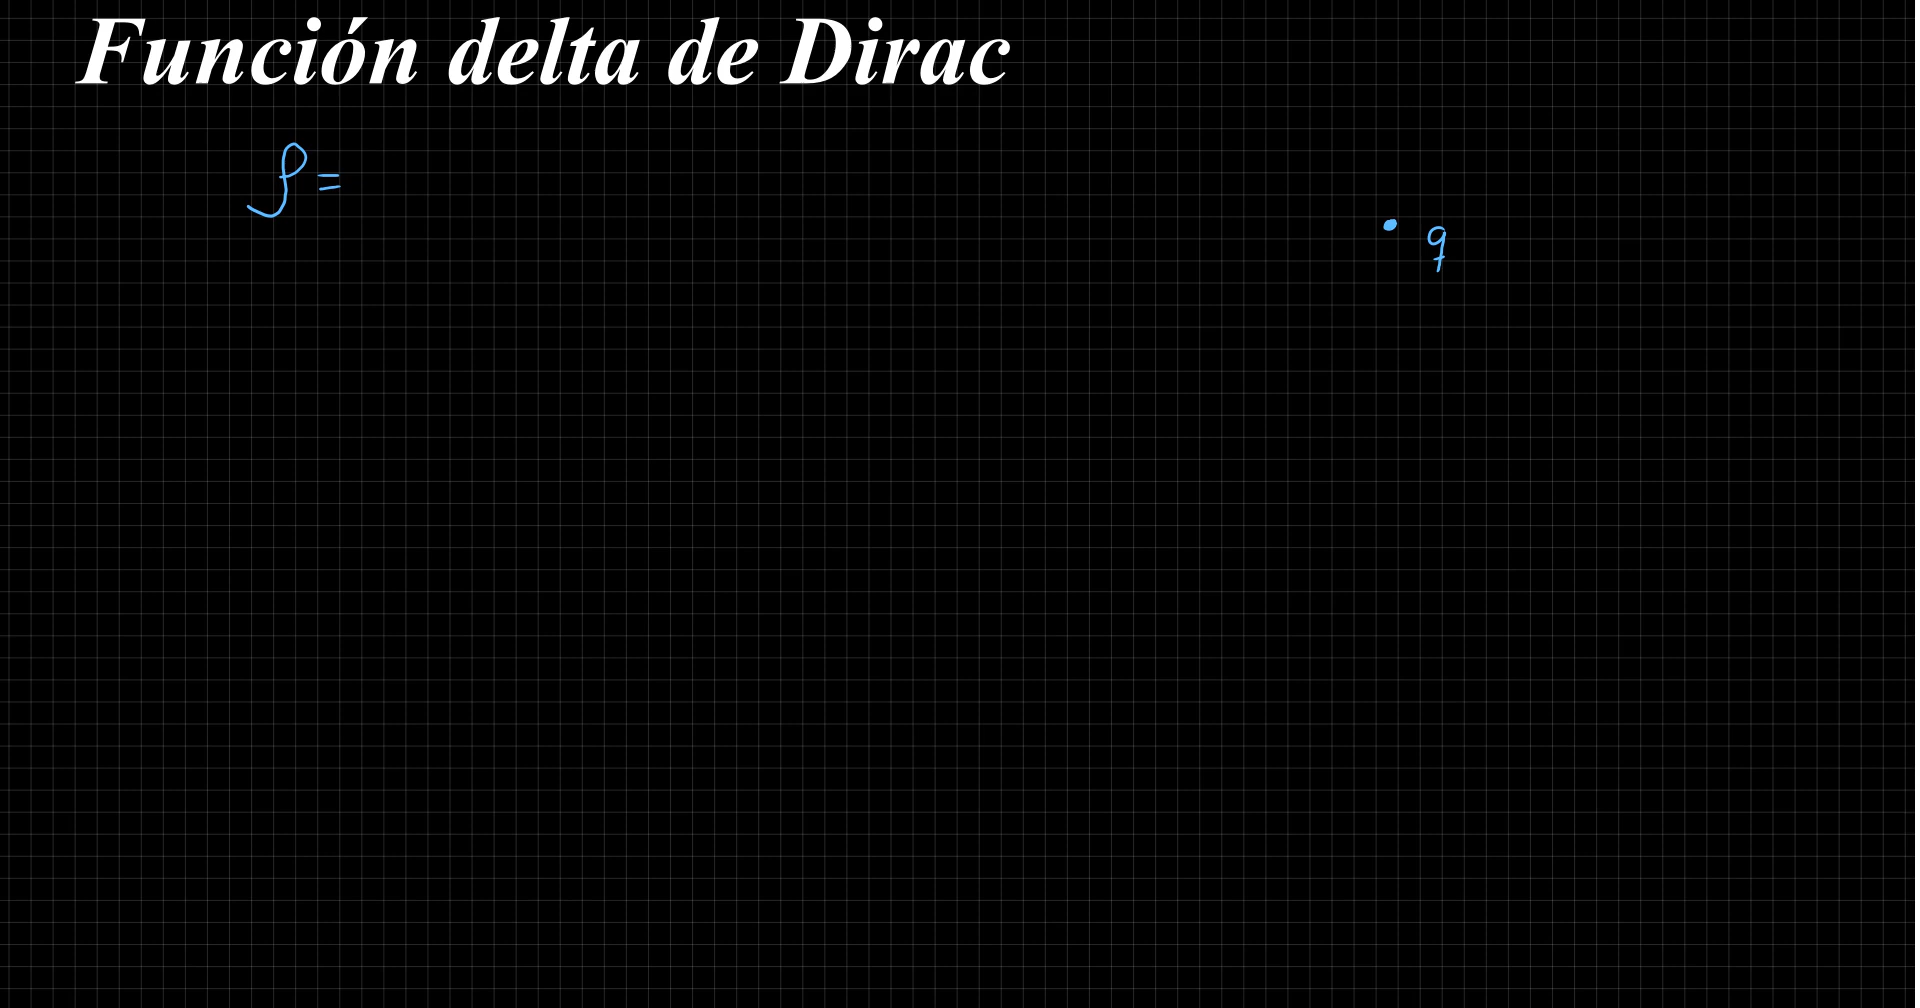 Función delta de Dirac
ρ =
q